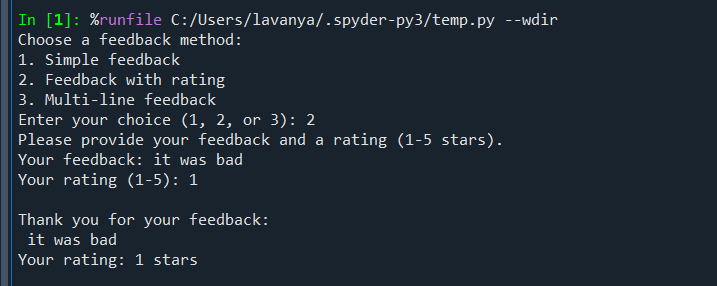 In [1]: %runfile C:/Users/lavanya/.spyder-py3/temp.py --wdir
Choose a feedback method:
1. Simple feedback
2. Feedback with rating
3. Multi-line feedback
Enter your choice (1, 2, or 3): 2
Please provide your feedback and a rating (1-5 stars).
Your feedback: it was bad
Your rating (1-5): 1

Thank you for your feedback:
 it was bad
Your rating: 1 stars